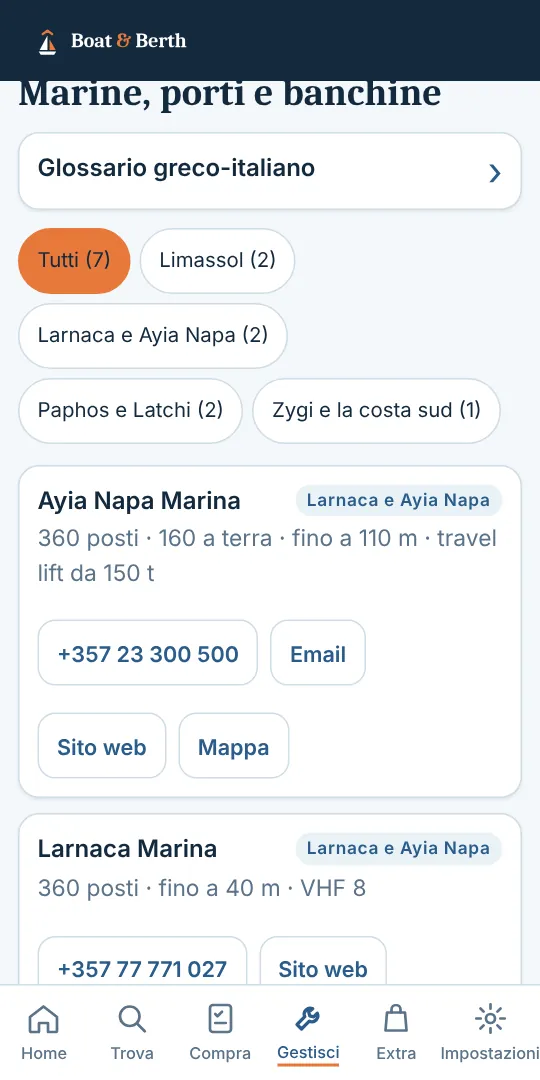 Boat & Berth
Marine, porti e banchine
Glossario greco-italiano
Tutti (7)
Limassol (2)
Larnaca e Ayia Napa (2)
Paphos e Latchi (2)
Zygi e la costa sud (1)
Ayia Napa Marina
Larnaca e Ayia Napa
360 posti · 160 a terra · fino a 110 m · travel
lift da 150 t
+357 23 300 500
Email
Sito web
Mappa
Larnaca Marina
Larnaca e Ayia Napa
360 posti · fino a 40 m · VHF 8
+357 77 771 027
Sito web
Home
Trova
Compra
Gestisci
Extra
Impostazioni